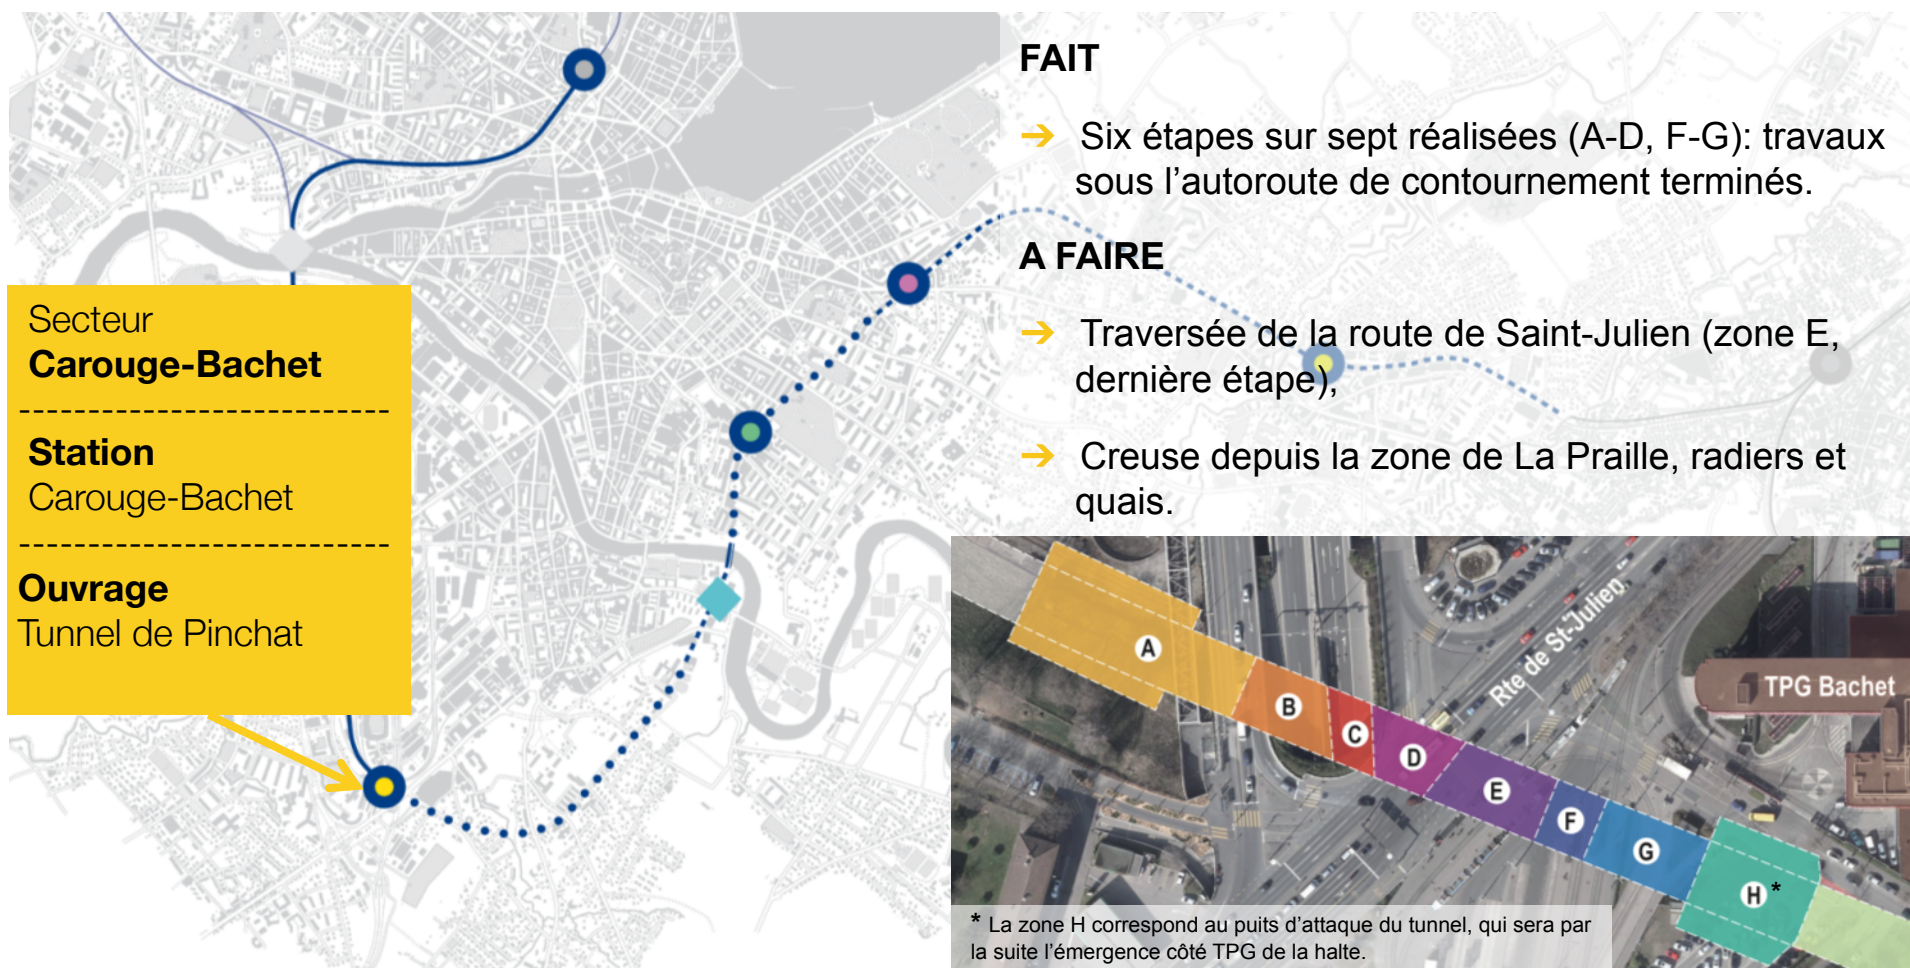 Secteur
Carouge-Bachet
Station
Carouge-Bachet
Ouvrage
Tunnel de Pinchat
FAIT
➔ Six étapes sur sept réalisées (A-D, F-G): travaux
sous l’autoroute de contournement terminés.
A FAIRE
➔ Traversée de la route de Saint-Julien (zone E,
dernière étape),
➔ Creuse depuis la zone de La Praille, radiers et
quais.
A
B
C
D
E
F
G
H *
Rte de St-Julien
TPG Bachet
* La zone H correspond au puits d’attaque du tunnel, qui sera par
la suite l’émergence côté TPG de la halte.